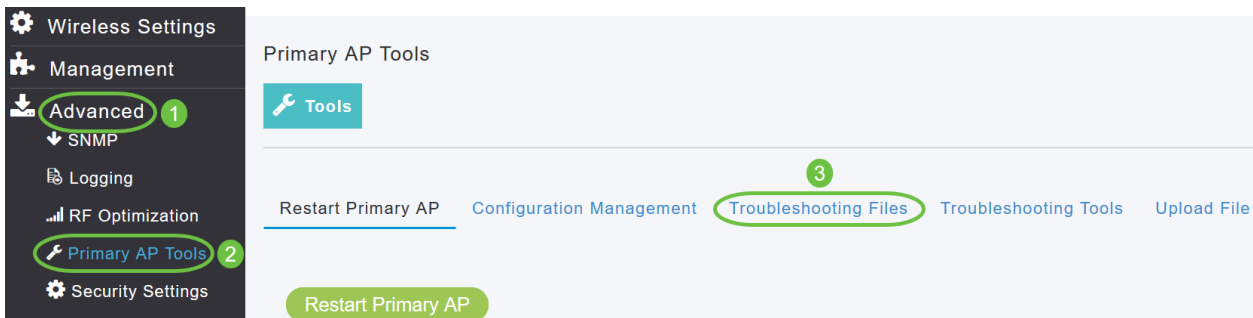 Wireless Settings
Management
Advanced 1
SNMP
Logging
RF Optimization
Primary AP Tools 2
Security Settings
Primary AP Tools
Tools
3
Restart Primary AP Configuration Management Troubleshooting Files Troubleshooting Tools Upload File
Restart Primary AP